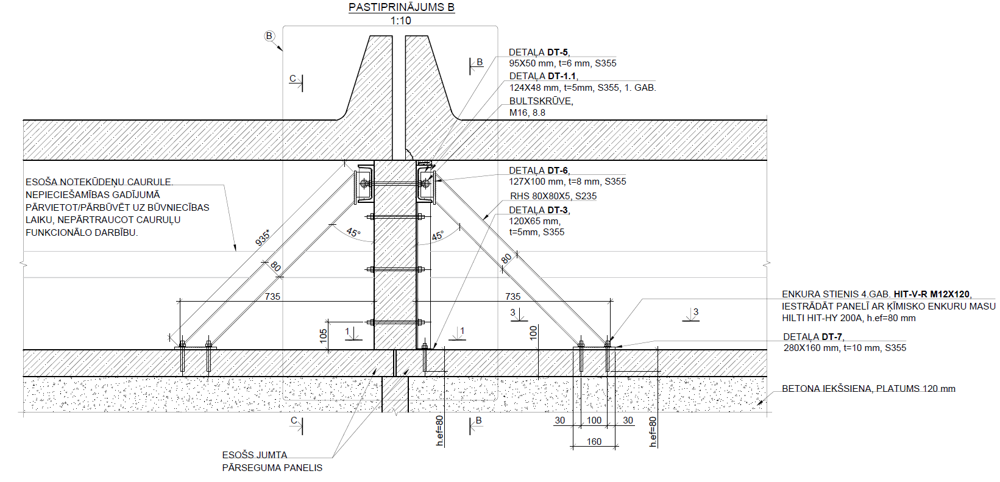 PASTIPRINĀJUMS B
1:10
B
C
B
DETAĻA DT-5,
95X50 mm, t=6 mm, S355
DETAĻA DT-1.1,
124X48 mm, t=5mm, S355, 1. GAB.
BULTSKRŪVE,
M16, 8.8
DETAĻA DT-6,
127X100 mm, t=8 mm, S355
RHS 80X80X5, S235
DETAĻA DT-3,
120X65 mm,
t=5mm, S355
ESOŠA NOTEKŪDEŅU CAURULE.
NEPIECIEŠAMĪBAS GADĪJUMĀ
PĀRVIETOT/PĀRBŪVĒT UZ BŪVNIECĪBAS
LAIKU, NEPĀRTRAUCOT CAURUĻU
FUNKCIONĀLO DARBĪBU.
935*
45°
45°
80
80
735
735
ENKURA STIENIS 4.GAB. HIT-V-R M12X120,
IESTRĀDĀT PANELĪ AR ĶĪMISKO ENKURU MASU
HILTI HIT-HY 200A, h.ef=80 mm
3
3
105
1
1
100
DETAĻA DT-7,
280X160 mm, t=10 mm, S355
BETONA IEKŠSIENA, PLATUMS 120 mm
C
B
h.ef=80
30
100
30
160
h.ef=80
ESOŠS JUMTA
PĀRSEGUMA PANELIS